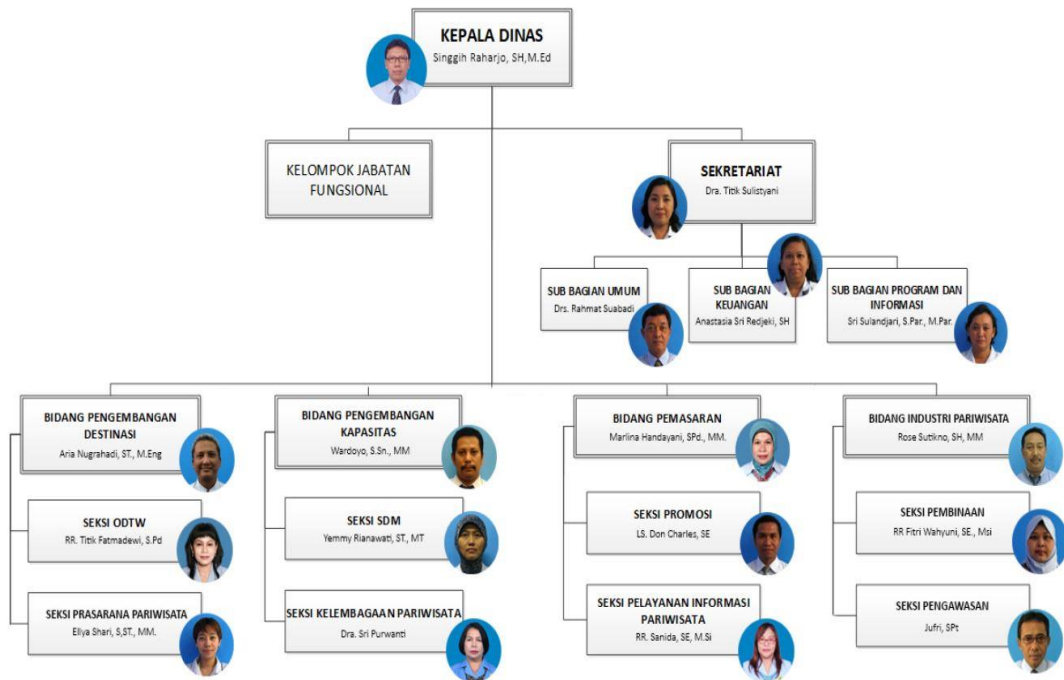 KEPALA DINAS
Singgih Raharjo, SH,M.Ed
KELOMPOK JABATAN
FUNGSIONAL
SEKRETARIAT
Dra. Titik Sulistyani
SUB BAGIAN UMUM
Drs. Rahmat Suabadi
SUB BAGIAN
KEUANGAN
Anastasia Sri Redjeki, SH
SUB BAGIAN PROGRAM DAN
INFORMASI
Sri Sulandjari, S.Par., M.Par.
BIDANG PENGEMBANGAN
DESTINASI
Aria Nugrahadi, ST., M.Eng
SEKSI ODTW
RR. Titik Fatmadewi, S.Pd
SEKSI PRASARANA PARIWISATA
Ellya Shari, S,ST., MM.
BIDANG PENGEMBANGAN
KAPASITAS
Wardoyo, S.Sn., MM
SEKSI SDM
Yemmy Rianawati, ST., MT
SEKSI KELEMBAGAAN PARIWISATA
Dra. Sri Purwanti
BIDANG PEMASARAN
Marlina Handayani, SPd., MM.
SEKSI PROMOSI
LS. Don Charles, SE
SEKSI PELAYANAN INFORMASI
PARIWISATA
RR. Sanida, SE, M.Si
BIDANG INDUSTRI PARIWISATA
Rose Sutikno, SH, MM
SEKSI PEMBINAAN
RR Fitri Wahyuni, SE., Msi
SEKSI PENGAWASAN
Jufri, SPt